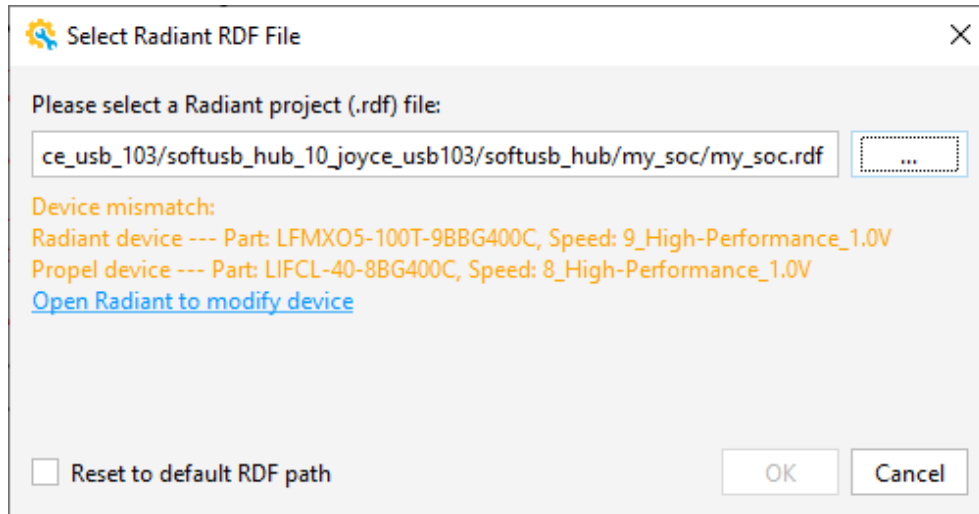 Select Radiant RDF File
Please select a Radiant project (.rdf) file:
ce_usb_103/softusb_hub_10_joyce_usb103/softusb_hub/my_soc/my_soc.rdf ...
Device mismatch:
Radiant device --- Part: LFMXO5-100T-9BBG400C, Speed: 9_High-Performance_1.0V
Propel device --- Part: LIFCL-40-8BG400C, Speed: 8_High-Performance_1.0V
Open Radiant to modify device
Reset to default RDF path OK Cancel